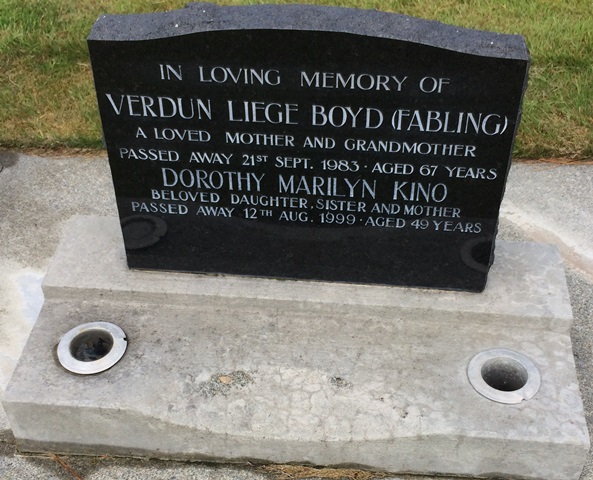 IN LOVING MEMORY OF
VERDUN LIEGE BOYD (FABLING)
A LOVED MOTHER AND GRANDMOTHER
PASSED AWAY 21ST SEPT. 1983 · AGED 67 YEARS
DOROTHY MARILYN KINO
BELOVED DAUGHTER, SISTER AND MOTHER
PASSED AWAY 12TH AUG. 1999 · AGED 49 YEARS